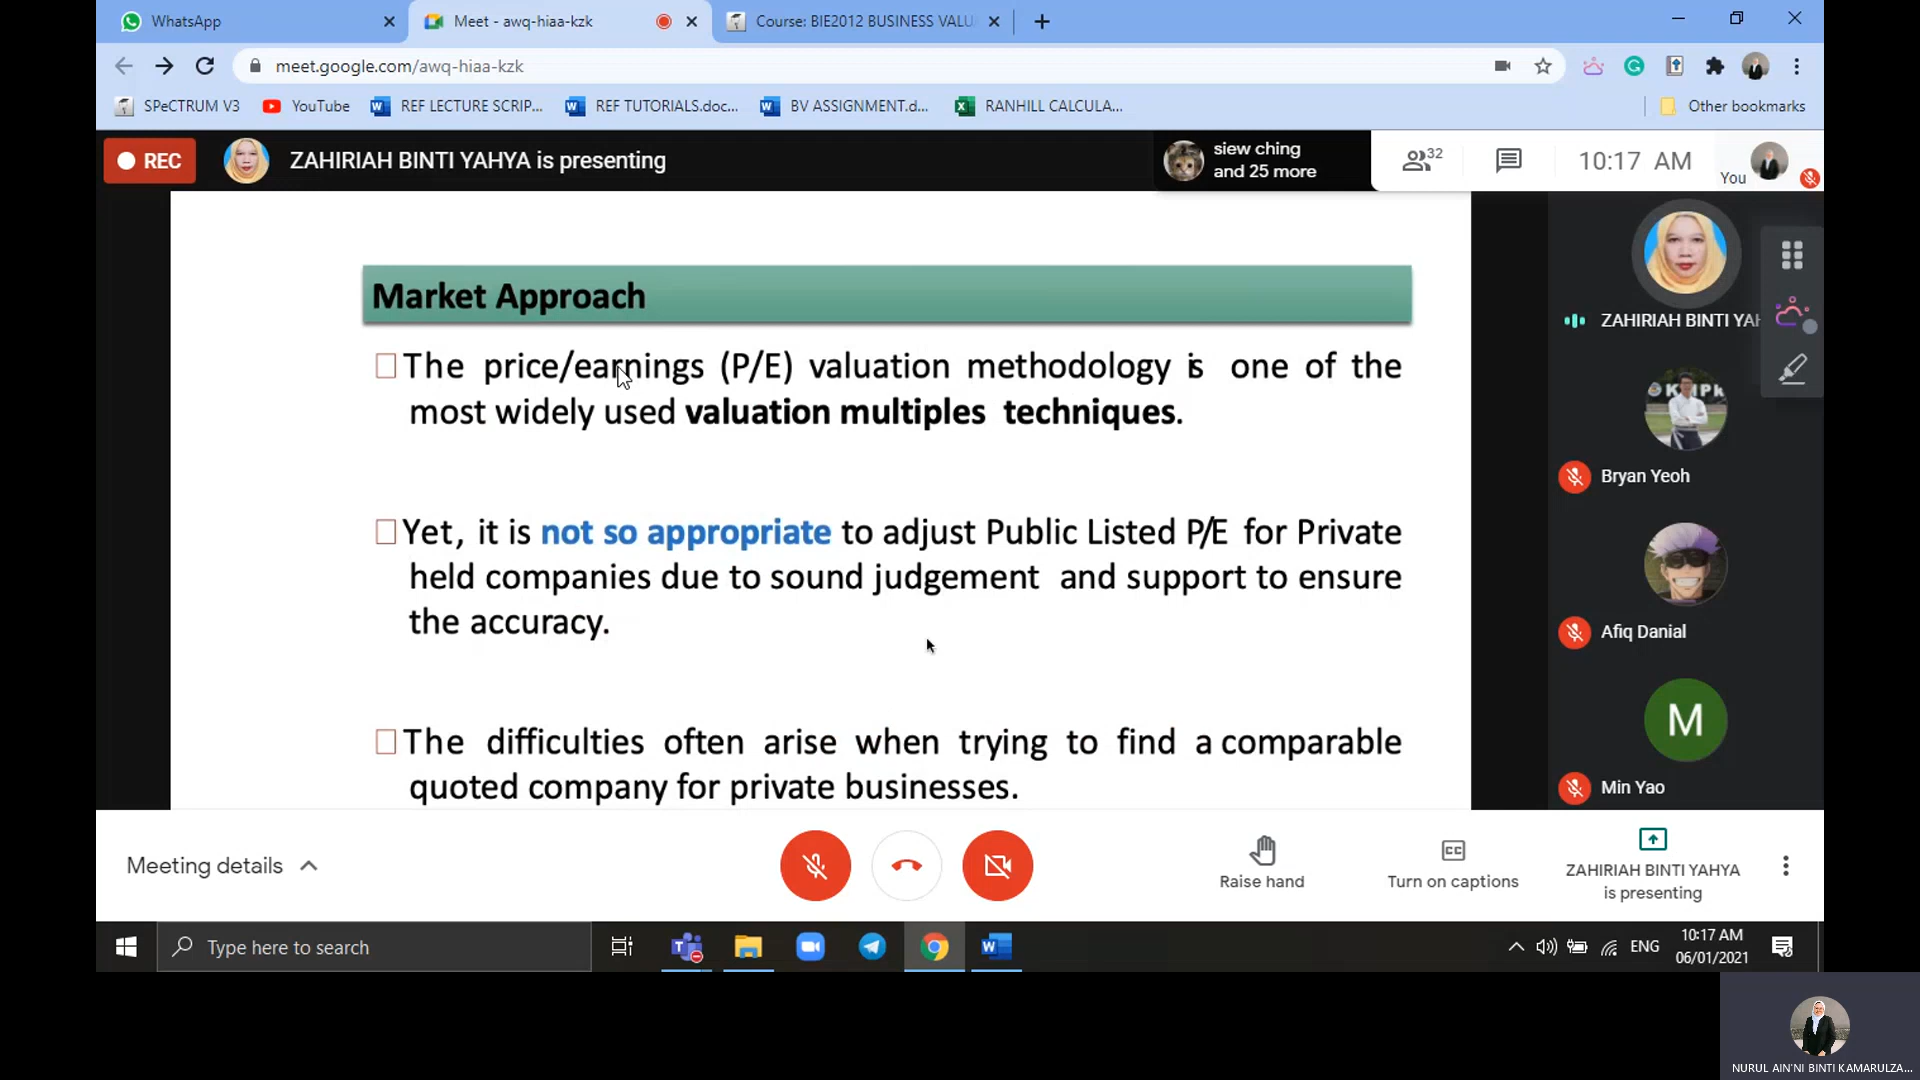 WhatsApp
Meet - awq-hiaa-kzk
Course: BIE2012 BUSINESS VALU
meet.google.com/awq-hiaa-kzk
SPeCTRUM V3
YouTube
REF LECTURE SCRIP...
REF TUTORIALS.doc...
BV ASSIGNMENT.d...
RANHILL CALCULA...
Other bookmarks
REC
ZAHIRIAH BINTI YAHYA is presenting
siew ching
and 25 more
32
10:17 AM
You
Market Approach
The price/earnings (P/E) valuation methodology is one of the
most widely used valuation multiples techniques.
Yet, it is not so appropriate to adjust Public Listed P/E for Private
held companies due to sound judgement and support to ensure
the accuracy.
The difficulties often arise when trying to find a comparable
quoted company for private businesses.
ZAHIRIAH BINTI YAH
Bryan Yeoh
Afiq Danial
M
Min Yao
Meeting details
Raise hand
CC
Turn on captions
ZAHIRIAH BINTI YAHYA
is presenting
Type here to search
ENG
10:17 AM
06/01/2021
NURUL AIN'NI BINTI KAMARULZA...